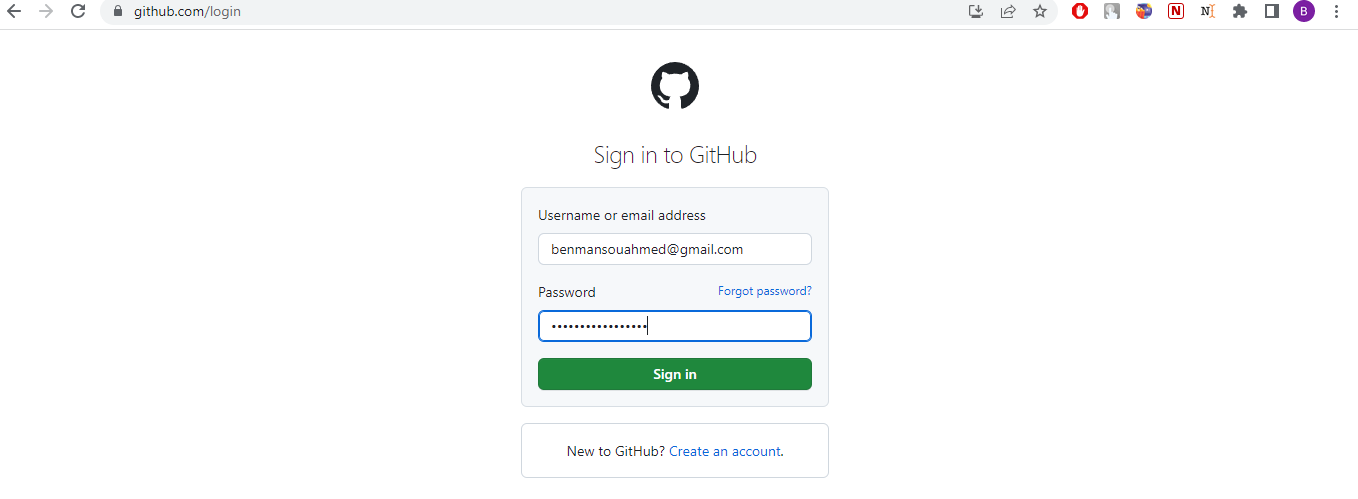 github.com/login
N
N
B
Sign in to GitHub
Username or email address
benmansouahmed@gmail.com
Password Forgot password?
•••••••••••••••••
Sign in
New to GitHub? Create an account.